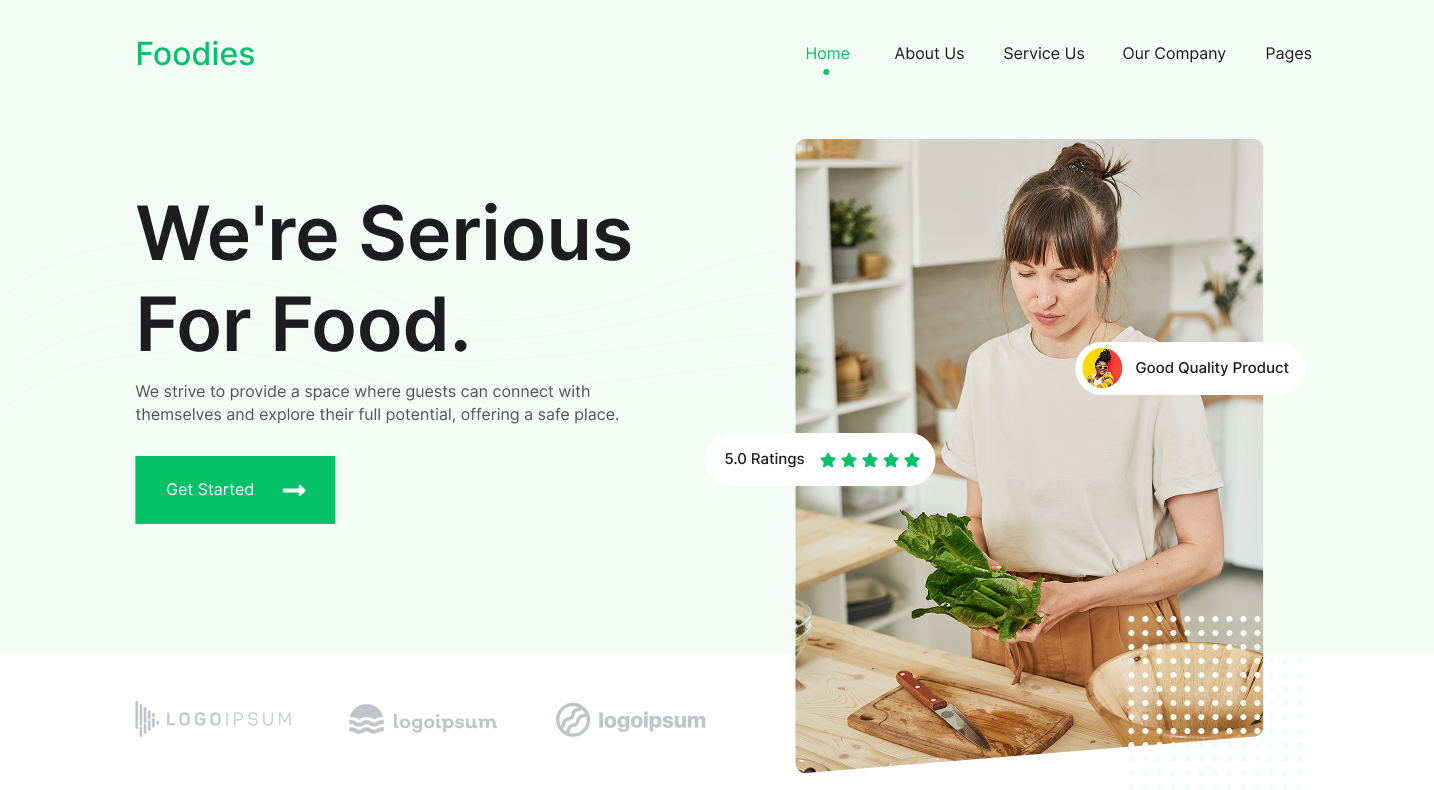 Foodies
Home
About Us
Service Us
Our Company
Pages
We're Serious
For Food.
We strive to provide a space where guests can connect with
themselves and explore their full potential, offering a safe place.
Get Started
Good Quality Product
5.0 Ratings
LOGOIPSUM
logoipsum
logoipsum